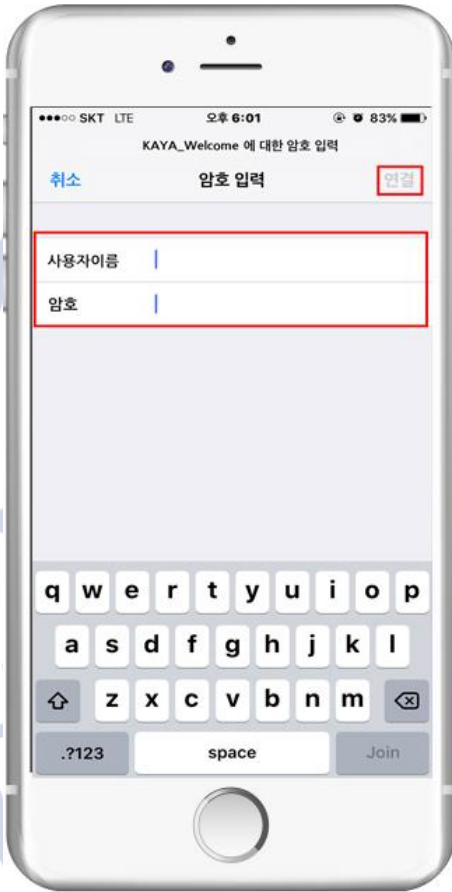 SKT LTE 오후 6:01 83%
KAYA_Welcome 에 대한 암호 입력
취소 암호 입력 연결
사용자이름
암호
q w e r t y u i o p
a s d f g h j k l
z x c v b n m
.?123 space Join